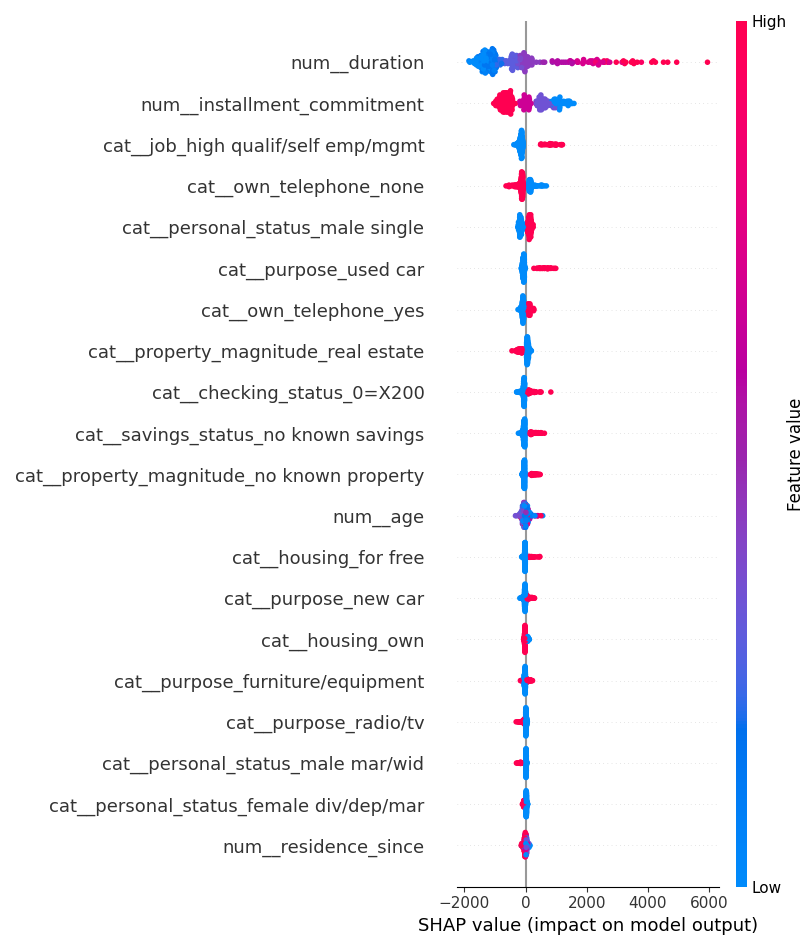 High
num__duration
num__installment_commitment
cat__job_high qualif/self emp/mgmt
cat__own_telephone_none
cat__personal_status_male single
cat__purpose_used car
cat__own_telephone_yes
cat__property_magnitude_real estate
cat__checking_status_0=X200
cat__savings_status_no known savings
cat__property_magnitude_no known property
num__age
cat__housing_for free
cat__purpose_new car
cat__housing_own
cat__purpose_furniture/equipment
cat__purpose_radio/tv
cat__personal_status_male mar/wid
cat__personal_status_female div/dep/mar
num__residence_since
Feature value
Low
−2000 0 2000 4000 6000
SHAP value (impact on model output)